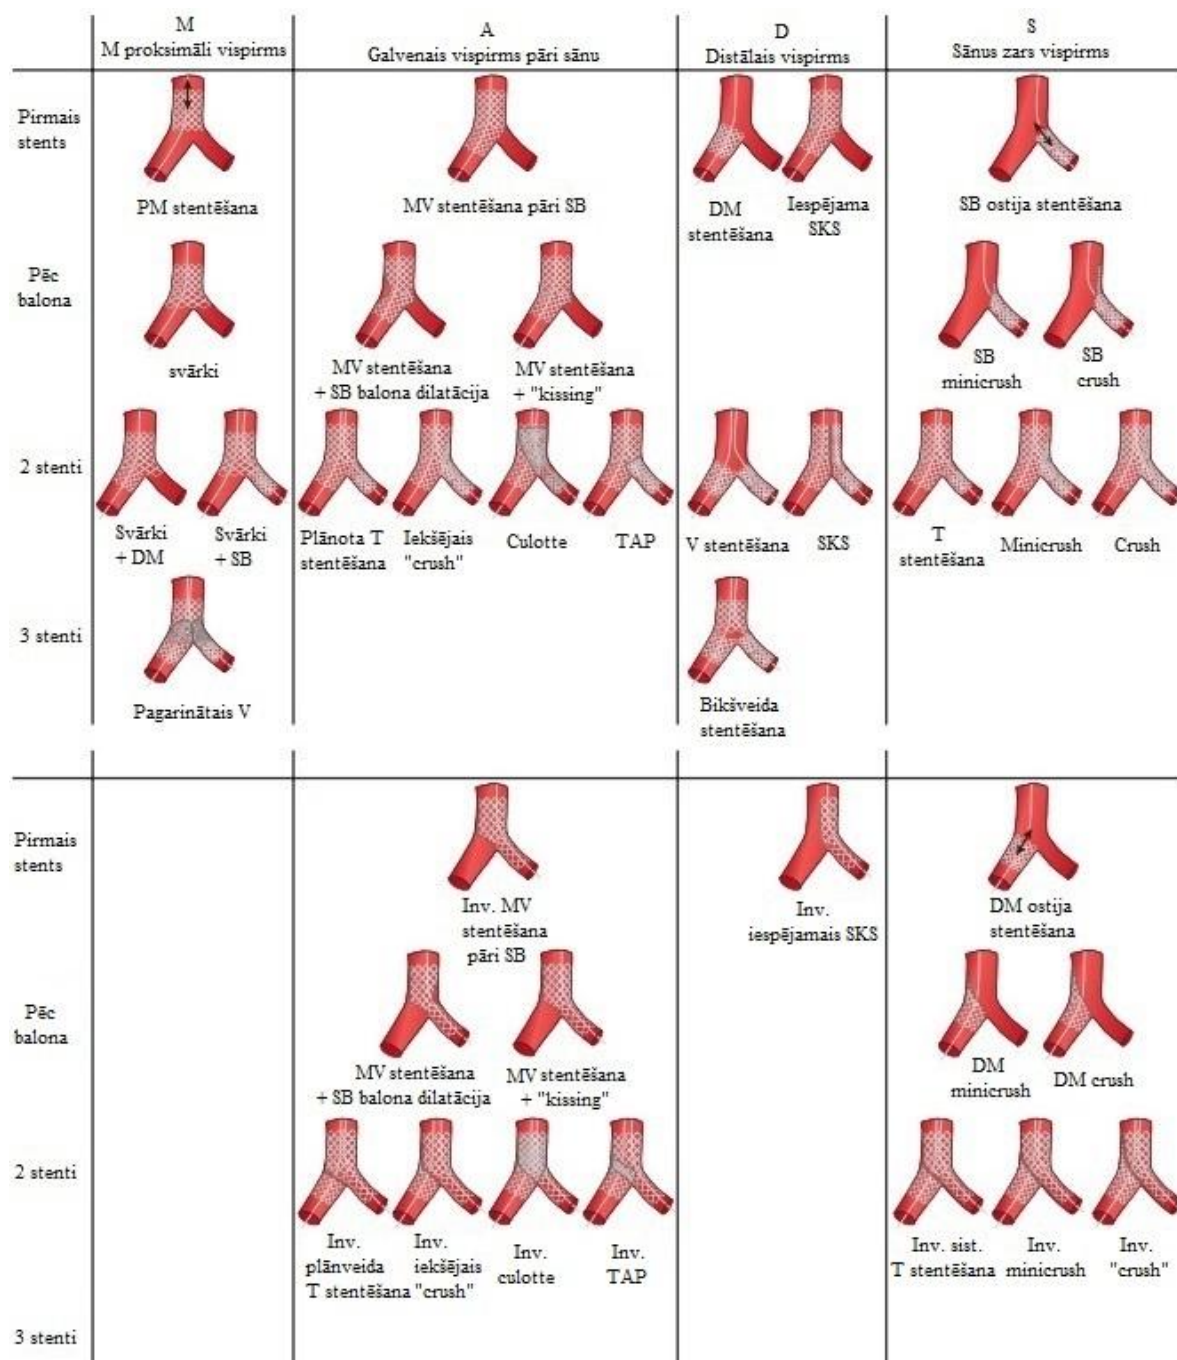 M
M proksimāli vispirms
A
Galvenais vispirms pāri sānu
D
Distālais vispirms
S
Sānus zars vispirms
Pirmais
stents
PM stentēšana
MV stentēšana pāri SB
DM
stentēšana
Iespējama
SKS
SB ostija stentēšana
Pēc
balona
svārki
MV stentēšana
+ SB balona dilatācija
MV stentēšana
+ "kissing"
SB
minicrush
SB
crush
2 stenti
Svārki
+ DM
Svārki
+ SB
Plānota T
stentēšana
Iekšējais
"crush"
Culotte
TAP
V stentēšana
SKS
T
stentēšana
Minicrush
Crush
3 stenti
Pagarinātais V
Bikšveida
stentēšana
Pirmais
stents
Inv. MV
stentēšana
pāri SB
Inv.
iespējamais SKS
DM ostija
stentēšana
Pēc
balona
MV stentēšana
+ SB balona dilatācija
MV stentēšana
+ "kissing"
DM
minicrush
DM crush
2 stenti
Inv.
plānveida
T stentēšana
Inv.
iekšējais
"crush"
Inv.
culotte
Inv.
TAP
Inv. sist.
T stentēšana
Inv.
minicrush
Inv.
"crush"
3 stenti